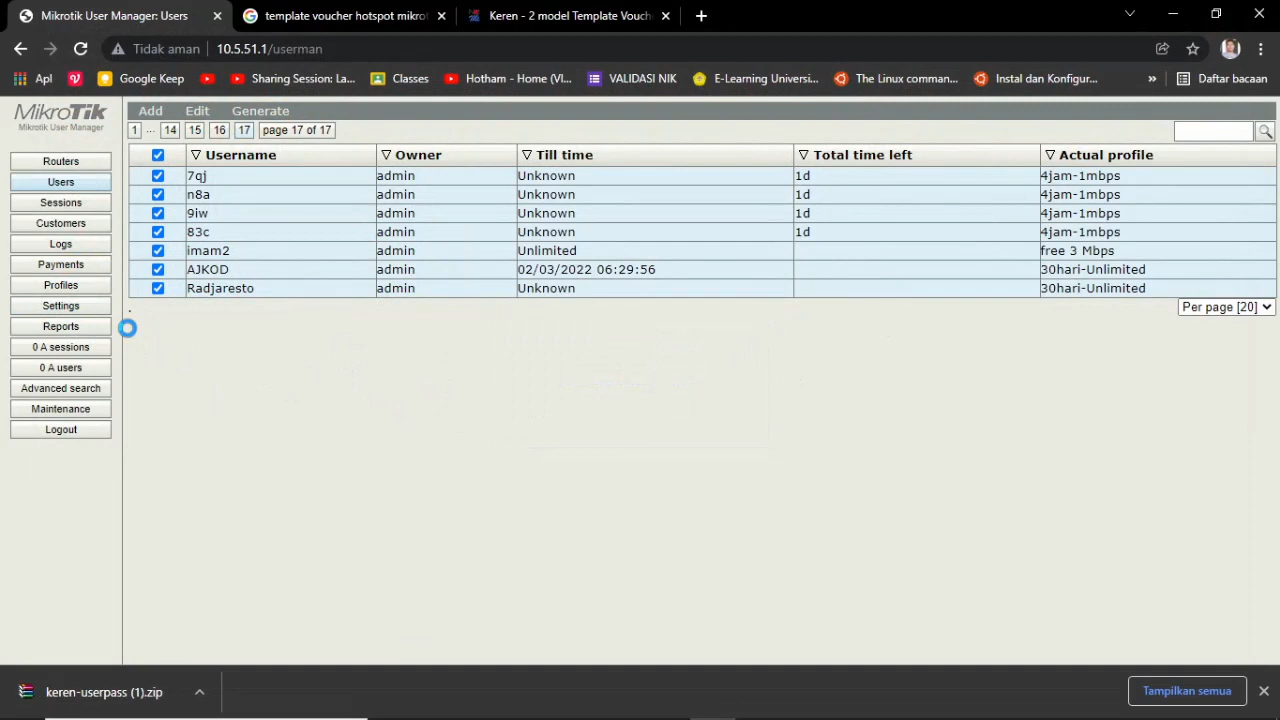 Mikrotik User Manager: Users
template voucher hotspot mikrot
Keren - 2 model Template Vouch
Tidak aman
10.5.51.1/userman
Apl
Google Keep
Sharing Session: La...
Classes
Hotham - Home (VI...
VALIDASI NIK
E-Learning Universi...
The Linux comman...
Instal dan Konfigur...
»
Daftar bacaan
MikroTik
Mikrotik User Manager
Routers
Users
Sessions
Customers
Logs
Payments
Profiles
Settings
Reports
0 A sessions
0 A users
Advanced search
Maintenance
Logout
Add Edit Generate
1 ... 14 15 16 17 page 17 of 17
Username Owner Till time Total time left Actual profile
7qj admin Unknown 1d 4jam-1mbps
n8a admin Unknown 1d 4jam-1mbps
9iw admin Unknown 1d 4jam-1mbps
83c admin Unknown 1d 4jam-1mbps
imam2 admin Unlimited free 3 Mbps
AJKOD admin 02/03/2022 06:29:56 30hari-Unlimited
Radjaresto admin Unknown 30hari-Unlimited
Per page [20]
.
keren-userpass (1).zip
Tampilkan semua